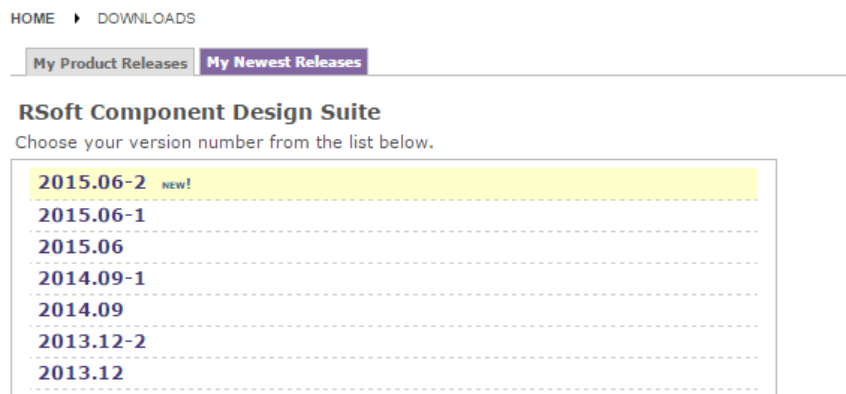 HOME ▸ DOWNLOADS
My Product Releases My Newest Releases
RSoft Component Design Suite
Choose your version number from the list below.
2015.06-2 NEW!
2015.06-1
2015.06
2014.09-1
2014.09
2013.12-2
2013.12